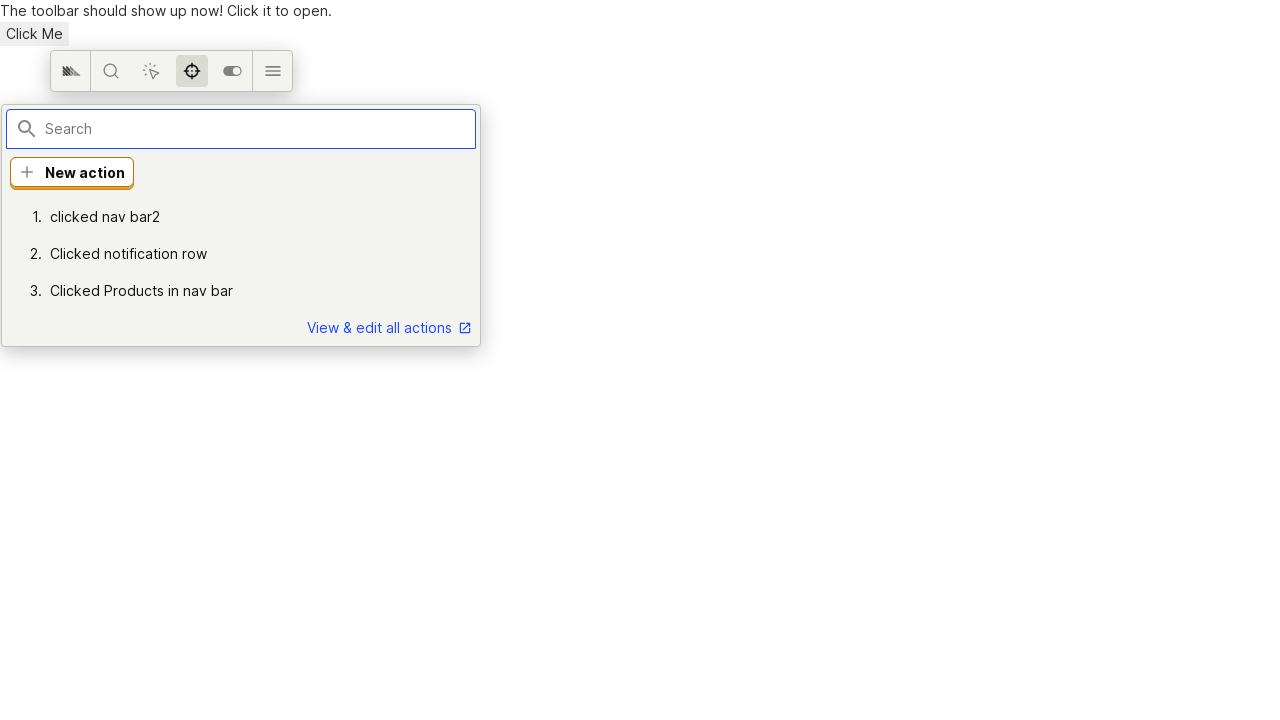 The toolbar should show up now! Click it to open.
Click Me
Search
New action
1. clicked nav bar2
2. Clicked notification row
3. Clicked Products in nav bar
View & edit all actions